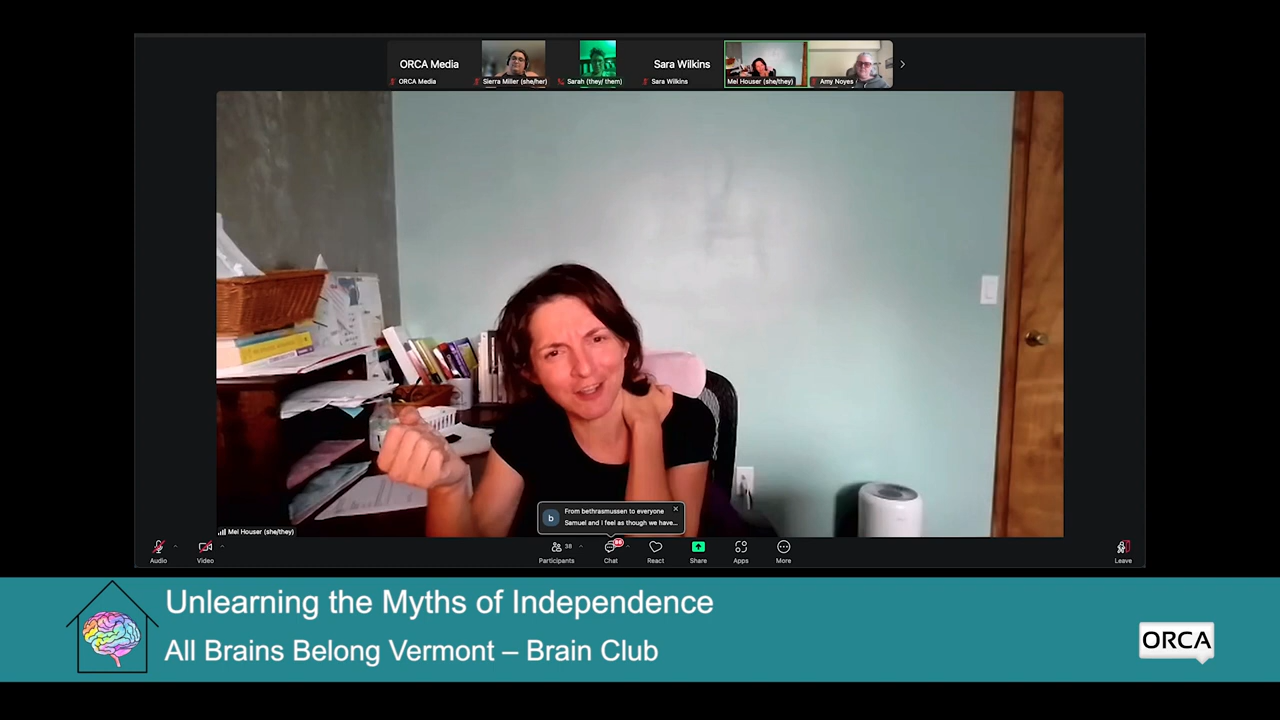 ORCA Media
Sara Wilkins
ORCA Media
Sierra Miller (she/her)
Sarah (they/ them)
Sara Wilkins
Mel Houser (she/they)
Amy Noyes
From bethrasmussen to everyone
b
Samuel and I feel as though we have...
Mel Houser (she/they)
38
86
Audio
Video
Participants
Chat
React
Share
Apps
More
Leave
Unlearning the Myths of Independence
All Brains Belong Vermont – Brain Club
ORCA